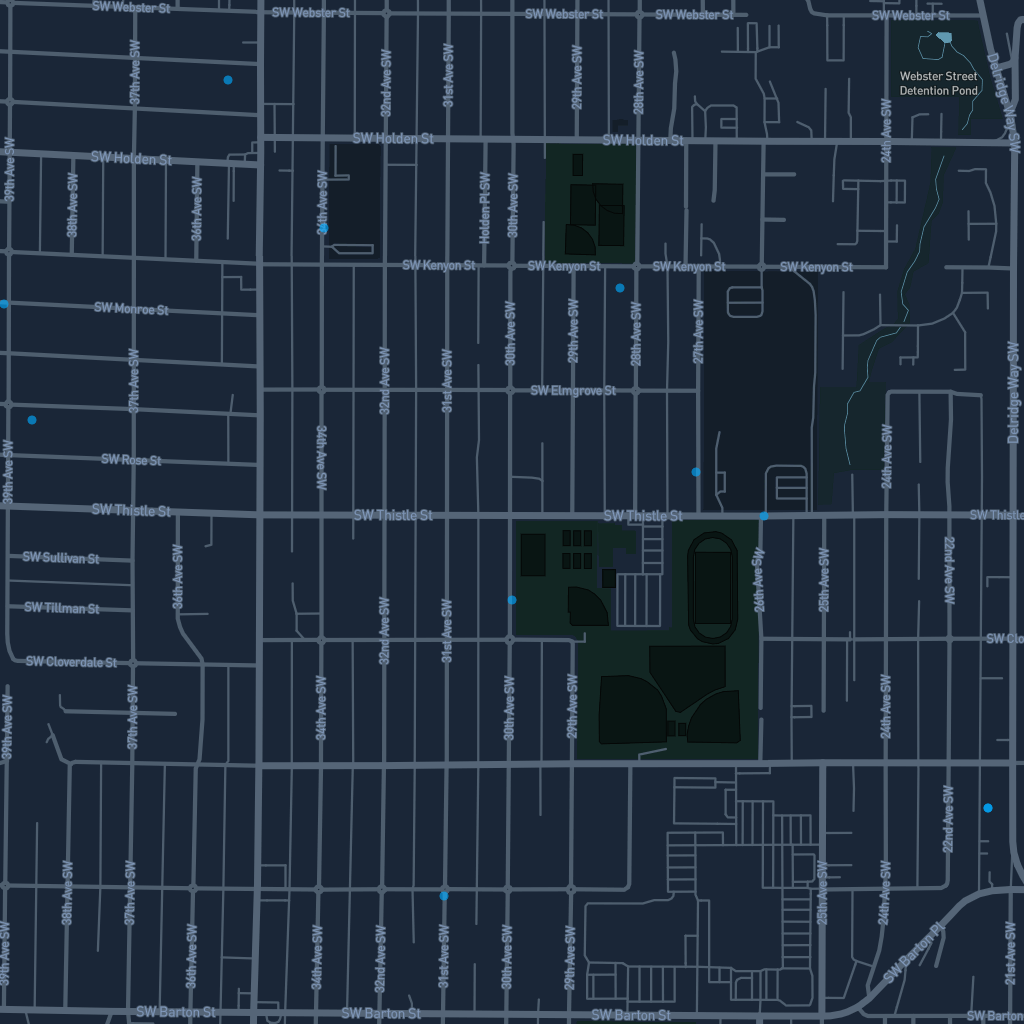 SW Webster St
SW Webster St
SW Webster St
SW Webster St
SW Webster St
37th Ave SW
32nd Ave SW
31st Ave SW
29th Ave SW
28th Ave SW
Webster Street
Detention Pond
Delridge Way SW
24th Ave SW
SW Holden St
SW Holden St
SW Holden St
39th Ave SW
38th Ave SW
36th Ave SW
34th Ave SW
Holden Pl SW
30th Ave SW
SW Kenyon St
SW Kenyon St
SW Kenyon St
SW Kenyon St
SW Monroe St
30th Ave SW
29th Ave SW
28th Ave SW
27th Ave SW
37th Ave SW
32nd Ave SW
31st Ave SW
Delridge Way SW
SW Elmgrove St
39th Ave SW
34th Ave SW
24th Ave SW
SW Rose St
SW Thistle St
SW Thistle St
SW Thistle St
SW Thistle
SW Sullivan St
36th Ave SW
26th Ave SW
25th Ave SW
22nd Ave SW
SW Tillman St
32nd Ave SW
31st Ave SW
SW Clo
SW Cloverdale St
39th Ave SW
37th Ave SW
34th Ave SW
30th Ave SW
29th Ave SW
24th Ave SW
22nd Ave SW
38th Ave SW
37th Ave SW
25th Ave SW
24th Ave SW
39th Ave SW
36th Ave SW
34th Ave SW
32nd Ave SW
31st Ave SW
30th Ave SW
29th Ave SW
SW Barton Pl
21st Ave SW
SW Barton St
SW Barton St
SW Barton St
SW Barton